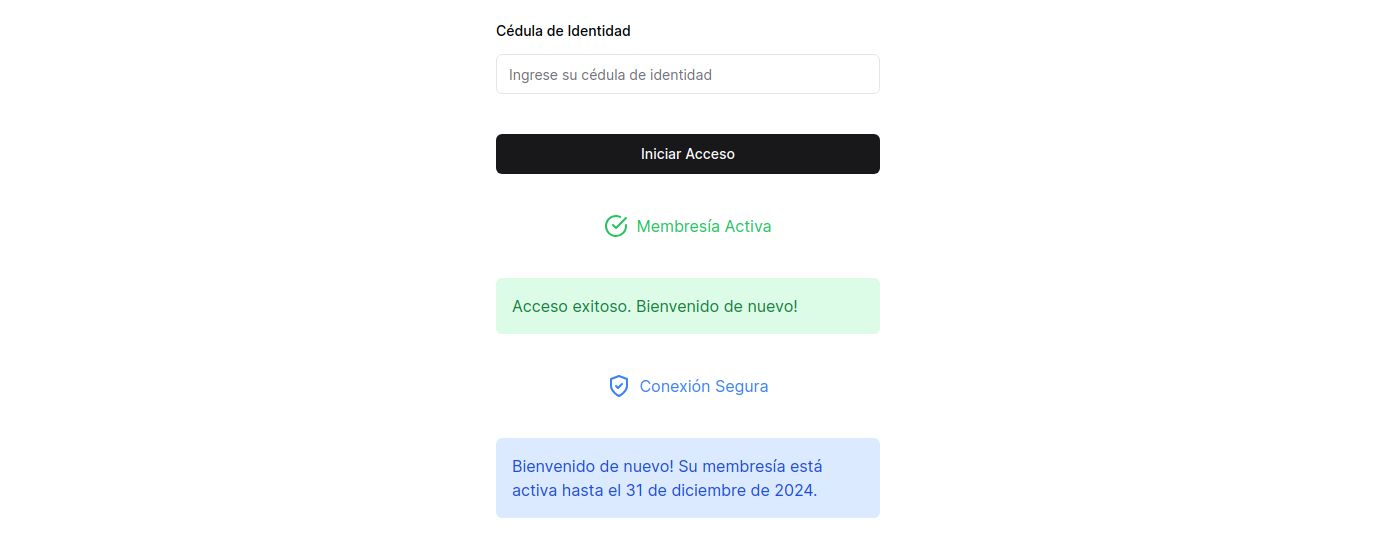 Cédula de Identidad
Ingrese su cédula de identidad
Iniciar Acceso
Membresía Activa
Acceso exitoso. Bienvenido de nuevo!
Conexión Segura
Bienvenido de nuevo! Su membresía está
activa hasta el 31 de diciembre de 2024.